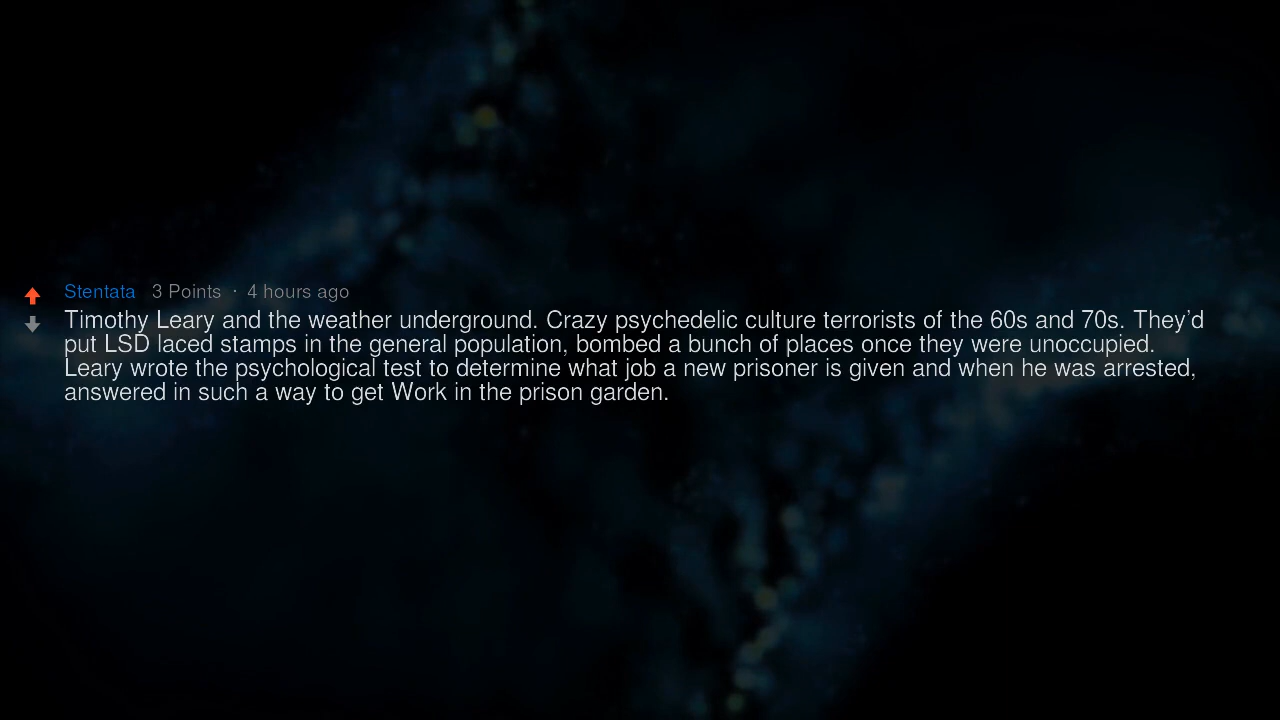 Stentata 3 Points · 4 hours ago
Timothy Leary and the weather underground. Crazy psychedelic culture terrorists of the 60s and 70s. They'd
put LSD laced stamps in the general population, bombed a bunch of places once they were unoccupied.
Leary wrote the psychological test to determine what job a new prisoner is given and when he was arrested,
answered in such a way to get Work in the prison garden.